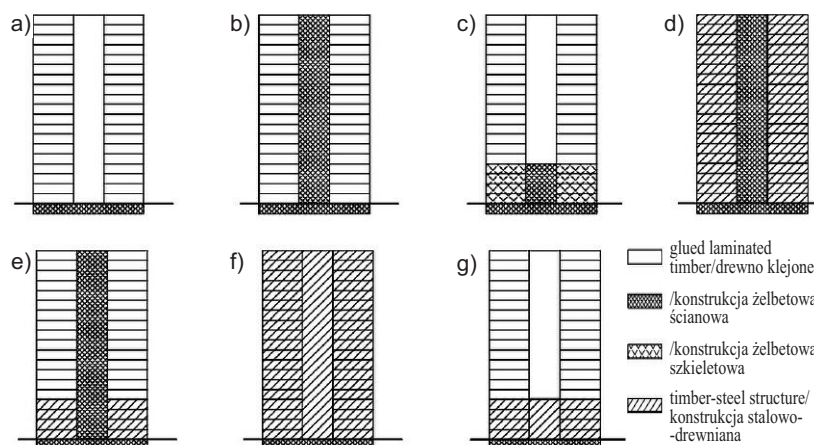 a)
b)
c)
d)
e)
f)
g)
glued laminated
timber/drewno klejone
/konstrukcja żelbetowa
ścianowa
/konstrukcja żelbetowa
szkieletowa
timber-steel structure/
konstrukcja stalowo-
-drewniana